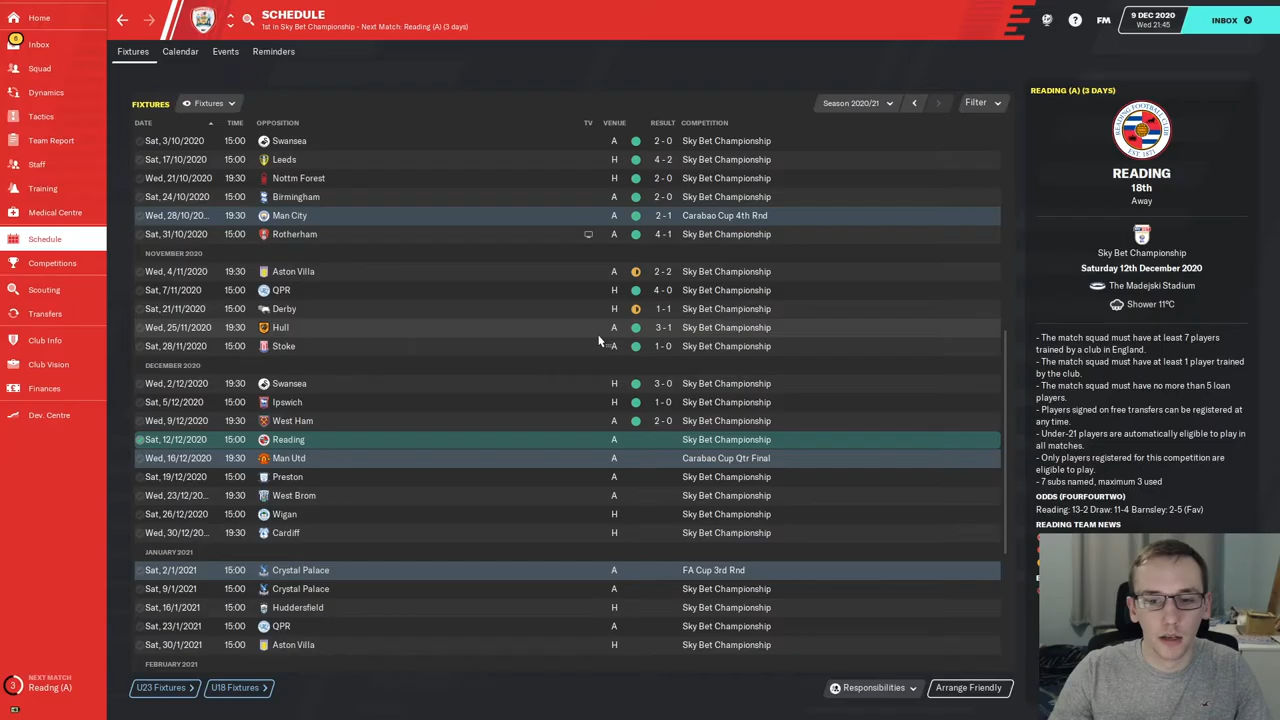 Home
Inbox
6
Squad
Dynamics
Tactics
Team Report
Staff
Training
Medical Centre
Schedule
Competitions
Scouting
Transfers
Club Info
Club Vision
Finances
Dev. Centre
3
NEXT MATCH
Readng (A)
SCHEDULE
1st in Sky Bet Championship - Next Match: Reading (A) (3 days)
FM
9 DEC 2020
Wed 21:45
INBOX
Fixtures Calendar Events Reminders
FIXTURES Fixtures Season 2020/21 Filter
DATE TIME OPPOSITION TV VENUE RESULT COMPETITION
Sat, 3/10/2020 15:00 Swansea A 2 - 0 Sky Bet Championship
Sat, 17/10/2020 15:00 Leeds H 4 - 2 Sky Bet Championship
Wed, 21/10/2020 19:30 Nottm Forest H 2 - 0 Sky Bet Championship
Sat, 24/10/2020 15:00 Birmingham A 2 - 0 Sky Bet Championship
Wed, 28/10/20... 19:30 Man City A 2 - 1 Carabao Cup 4th Rnd
Sat, 31/10/2020 15:00 Rotherham A 4 - 1 Sky Bet Championship
NOVEMBER 2020
Wed, 4/11/2020 19:30 Aston Villa A 2 - 2 Sky Bet Championship
Sat, 7/11/2020 15:00 QPR H 4 - 0 Sky Bet Championship
Sat, 21/11/2020 15:00 Derby H 1 - 1 Sky Bet Championship
Wed, 25/11/2020 19:30 Hull A 3 - 1 Sky Bet Championship
Sat, 28/11/2020 15:00 Stoke A 1 - 0 Sky Bet Championship
DECEMBER 2020
Wed, 2/12/2020 19:30 Swansea H 3 - 0 Sky Bet Championship
Sat, 5/12/2020 15:00 Ipswich H 1 - 0 Sky Bet Championship
Wed, 9/12/2020 19:30 West Ham A 2 - 0 Sky Bet Championship
Sat, 12/12/2020 15:00 Reading A Sky Bet Championship
Wed, 16/12/2020 19:30 Man Utd A Carabao Cup Qtr Final
Sat, 19/12/2020 15:00 Preston A Sky Bet Championship
Wed, 23/12/20... 19:30 West Brom A Sky Bet Championship
Sat, 26/12/2020 15:00 Wigan H Sky Bet Championship
Wed, 30/12/20... 19:30 Cardiff H Sky Bet Championship
JANUARY 2021
Sat, 2/1/2021 15:00 Crystal Palace A FA Cup 3rd Rnd
Sat, 9/1/2021 15:00 Crystal Palace A Sky Bet Championship
Sat, 16/1/2021 15:00 Huddersfield H Sky Bet Championship
Sat, 23/1/2021 15:00 QPR A Sky Bet Championship
Sat, 30/1/2021 15:00 Aston Villa H Sky Bet Championship
FEBRUARY 2021
U23 Fixtures U18 Fixtures Responsibilities Arrange Friendly
READING (A) (3 DAYS)
READING FOOTBALL CLUB
EST. 1871
READING
18th
Away
Sky Bet Championship
Saturday 12th December 2020
The Madejski Stadium
Shower 11°C
- The match squad must have at least 7 players
trained by a club in England.
- The match squad must have at least 1 player trained
by the club.
- The match squad must have no more than 5 loan
players.
- Players signed on free transfers can be registered at
any time.
- Under-21 players are automatically eligible to play in
all matches.
- Only players registered for this competition are
eligible to play.
- 7 subs named, maximum 3 used
ODDS (FOURFOURTWO)
Reading: 13-2 Draw: 11-4 Barnsley: 2-5 (Fav)
READING TEAM NEWS